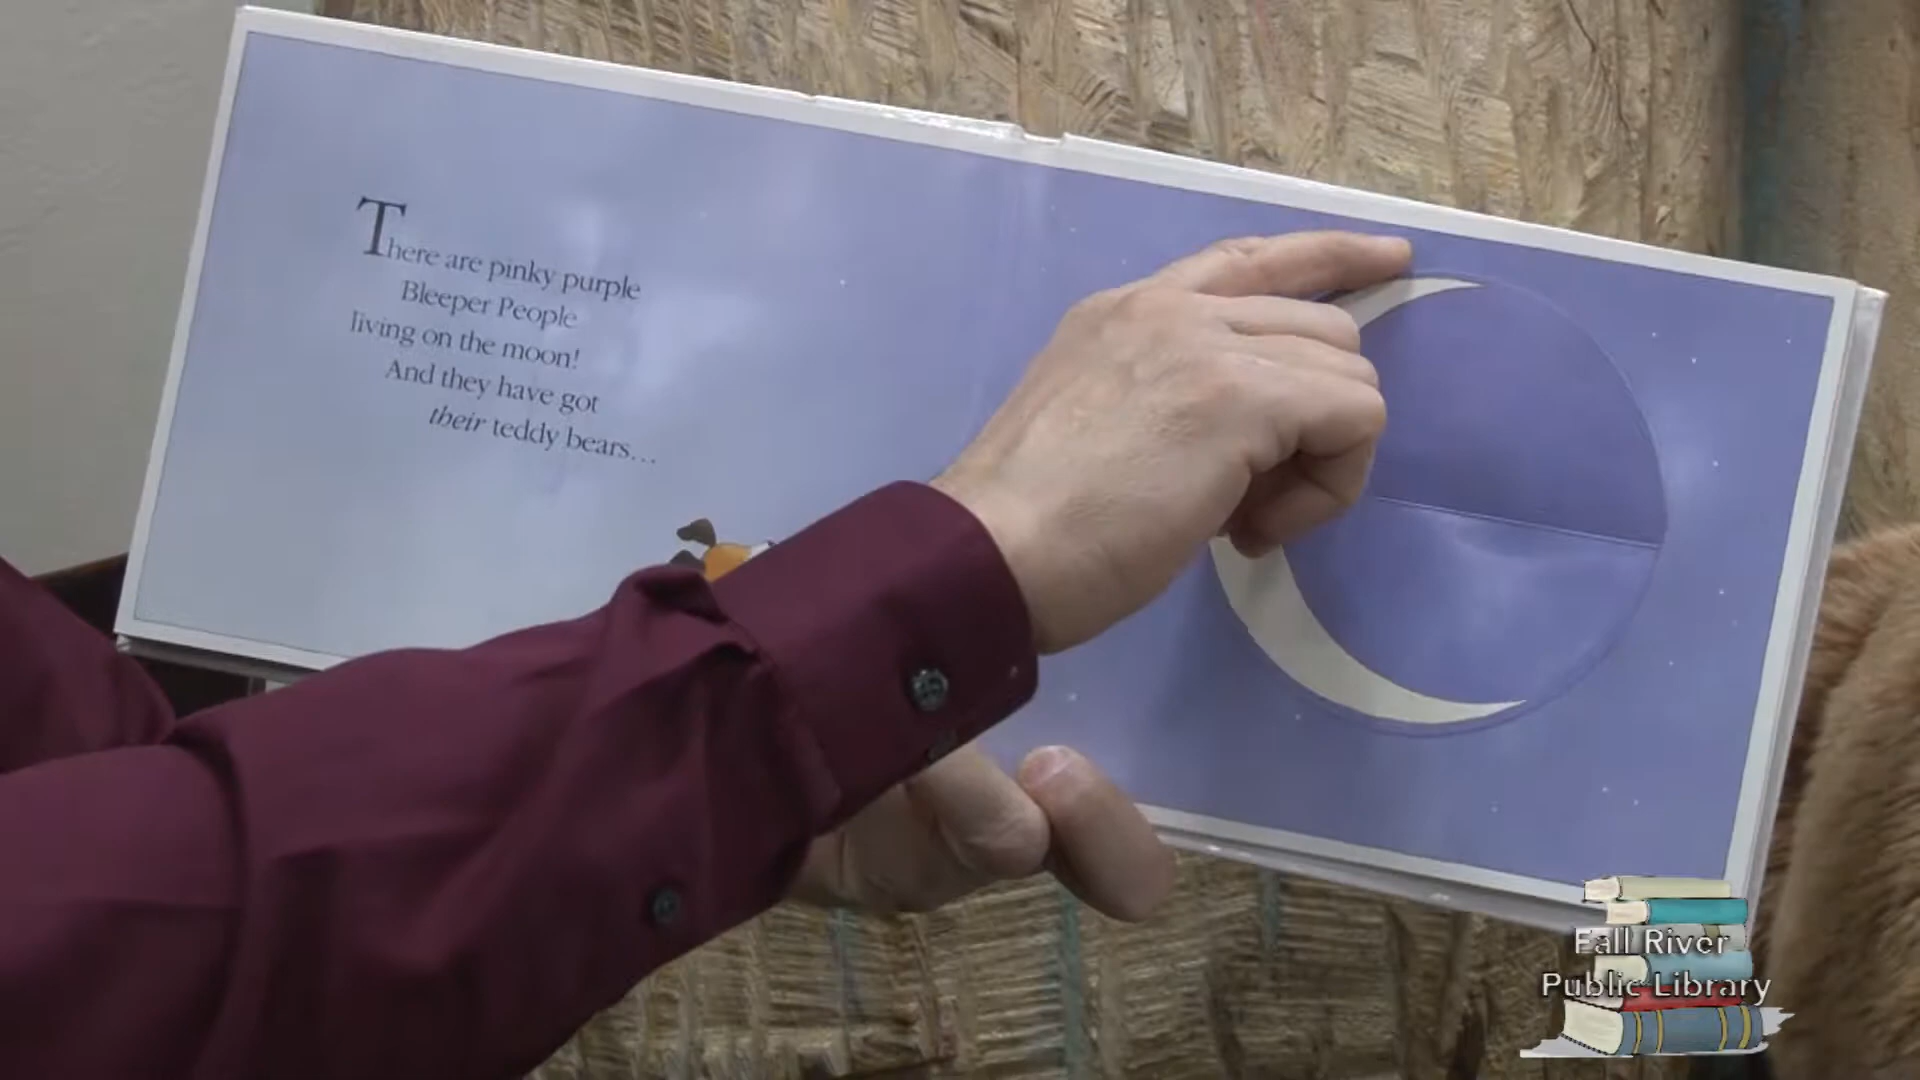 There are pinky purple
Bleeper People
living on the moon!
And they have got
their teddy bears...
Fall River
Public Library